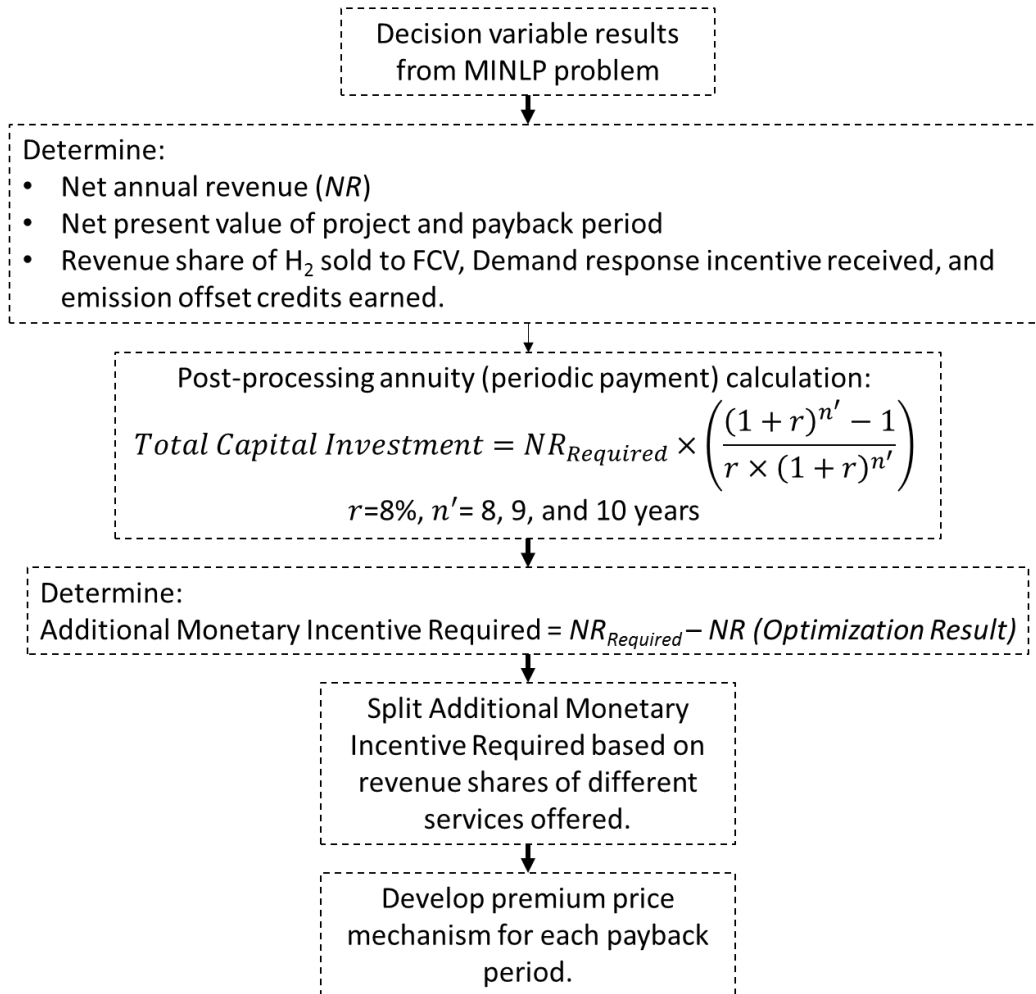 Decision variable results
from MINLP problem
Determine:
• Net annual revenue (NR)
• Net present value of project and payback period
• Revenue share of H₂ sold to FCV, Demand response incentive received, and
emission offset credits earned.
Post-processing annuity (periodic payment) calculation:
Total Capital Investment = NR_Required × (((1 + r)^n′ − 1) / (r × (1 + r)^n′))
r=8%, n′= 8, 9, and 10 years
Determine:
Additional Monetary Incentive Required = NR_Required – NR (Optimization Result)
Split Additional Monetary
Incentive Required based on
revenue shares of different
services offered.
Develop premium price
mechanism for each payback
period.